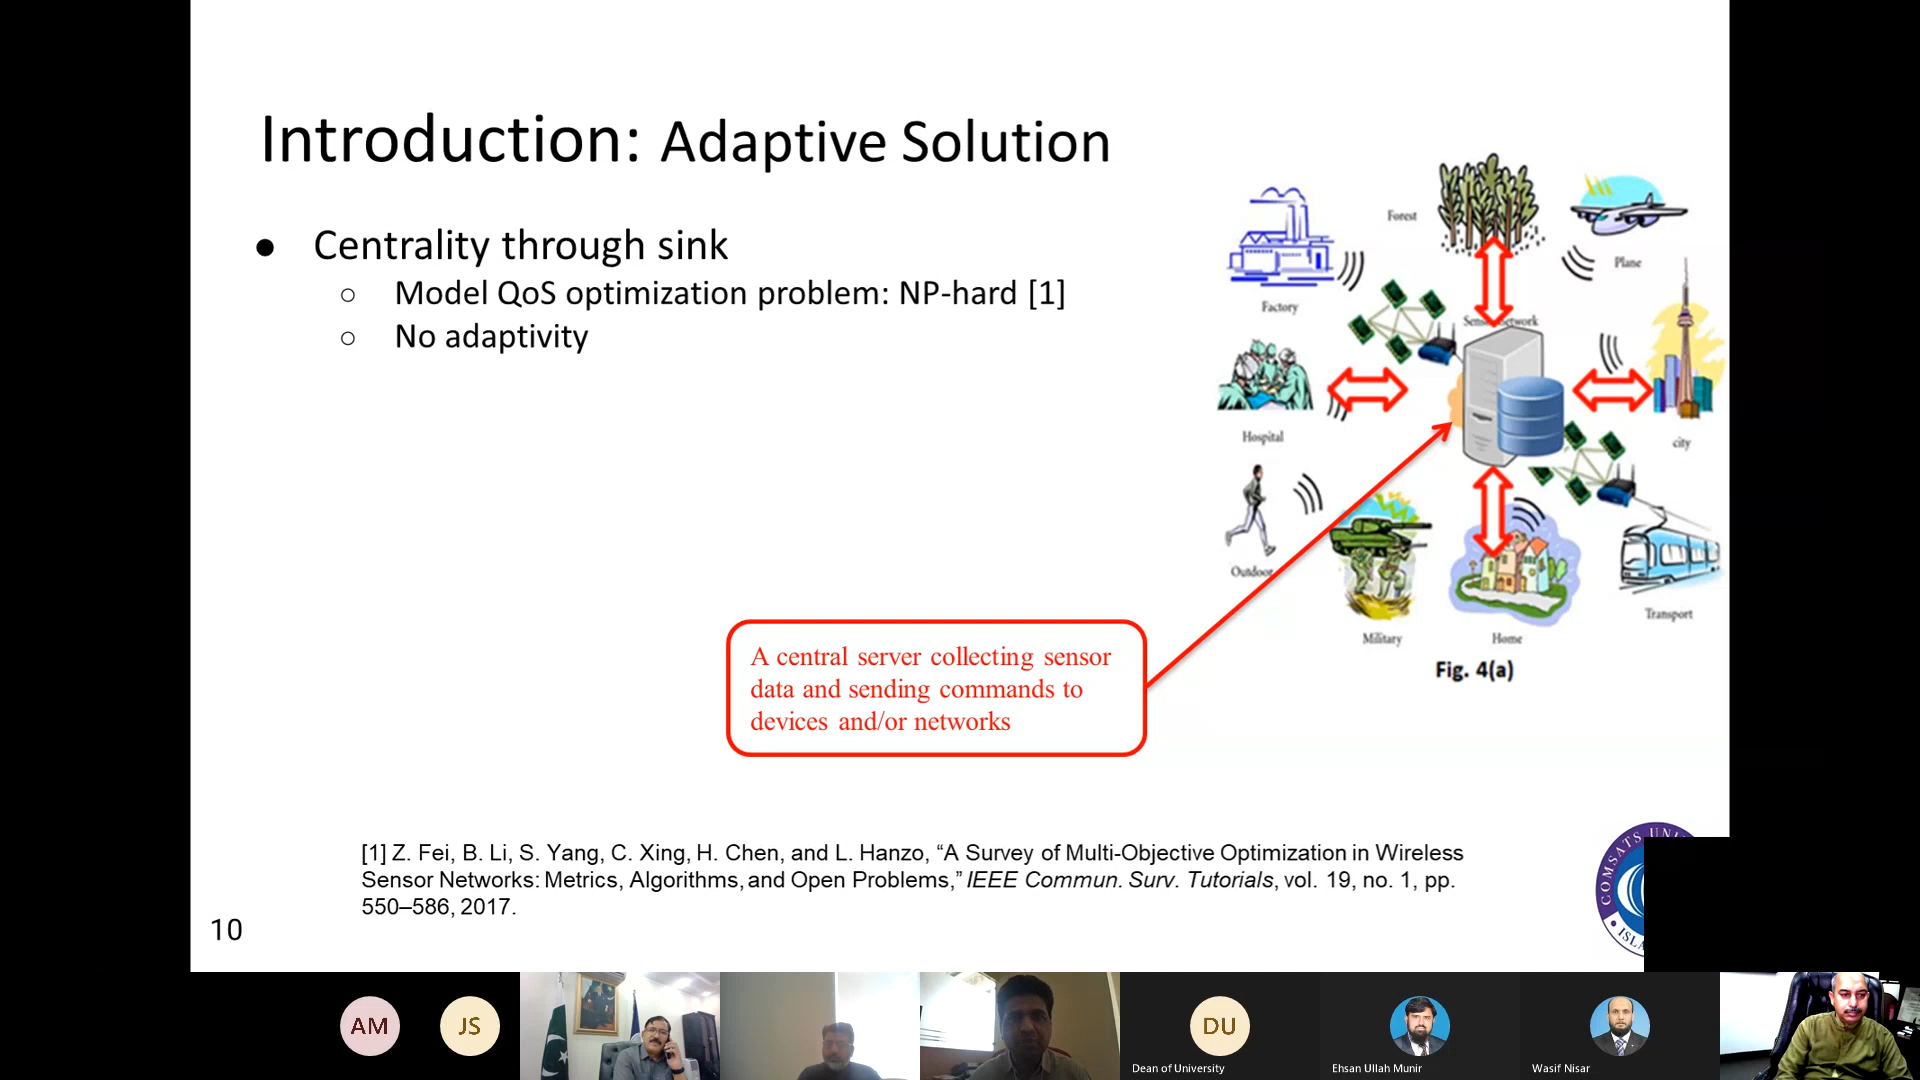 Introduction: Adaptive Solution
● Centrality through sink
○ Model QoS optimization problem: NP-hard [1]
○ No adaptivity
Forest
Plane
Factory
Hospital
city
Outdoor
Transport
Military
Home
Fig. 4(a)
A central server collecting sensor
data and sending commands to
devices and/or networks
[1] Z. Fei, B. Li, S. Yang, C. Xing, H. Chen, and L. Hanzo, “A Survey of Multi-Objective Optimization in Wireless
Sensor Networks: Metrics, Algorithms, and Open Problems,” IEEE Commun. Surv. Tutorials, vol. 19, no. 1, pp.
550–586, 2017.
10
COMSATS UNI
ISL
AM
JS
DU
Dean of University
Ehsan Ullah Munir
Wasif Nisar